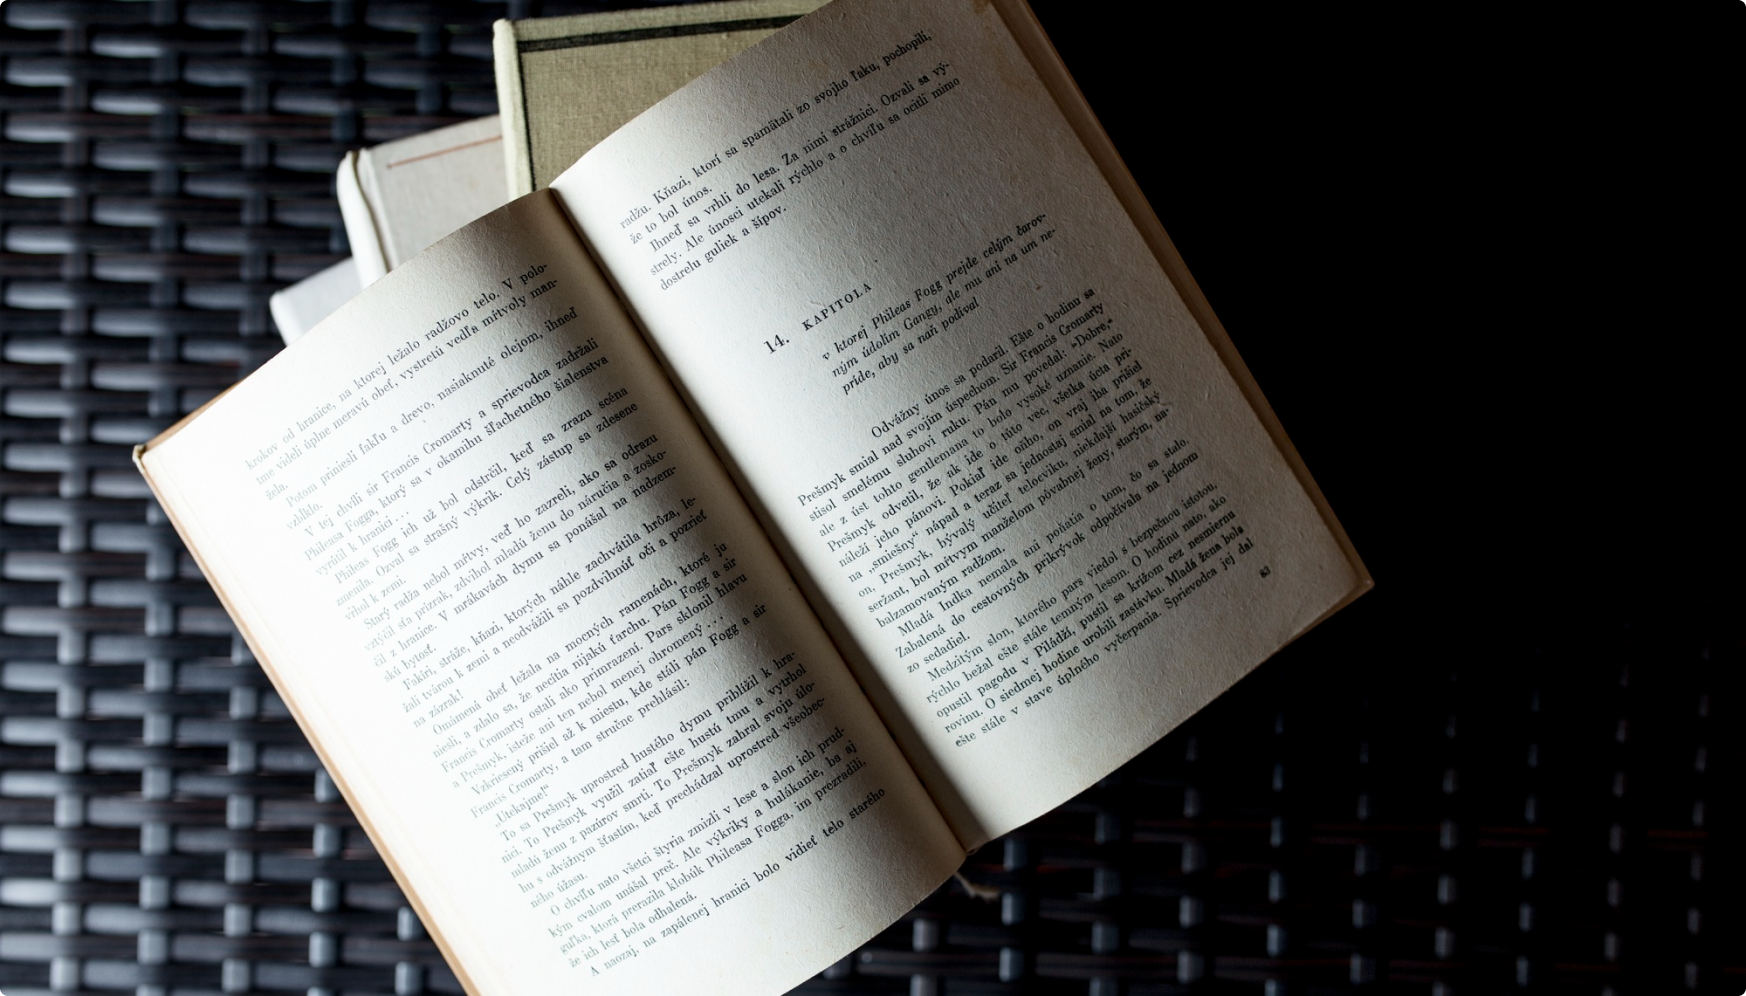 krokov od hranice, na ktorej ležalo radžovo telo. V polo-
tme videli úplne meravú obeť, vystretú vedľa mŕtvoly man-
žela.
Potom priniesli fakľu a drevo, nasiaknuté olejom, ihneď
vzbĺklo.
V tej chvíli sir Francis Cromarty a sprievodca zadržali
Phileasa Fogga, ktorý sa v okamihu šľachetného šialenstva
vyrútil k hranici...
Phileas Fogg ich už bol odstrčil, keď sa zrazu scéna
zmenila. Ozval sa strašný výkrik. Celý zástup sa zdesene
vrhol k zemi.
Starý radža nebol mŕtvy, veď ho zazreli, ako sa odrazu
vztýčil sťa prízrak, zdvihol mladú ženu do náručia a zosko-
čil z hranice. V mrákavách dymu sa ponášal na nadzem-
skú bytosť.
Fakíri, stráže, kňazi, ktorých náhle zachvátila hrôza, le-
žali tvárou k zemi a neodvážili sa pozdvihnúť oči a pozrieť
na zázrak!
Omámená obeť ležala na mocných ramenách, ktoré ju
niesli, a zdalo sa, že necítia nijakú ťarchu. Pán Fogg a sir
Francis Cromarty ostali ako primrazení. Pars sklonil hlavu
a Prešmyk, isteže ani ten nebol menej ohromený...
Vzkriesený prišiel až k miestu, kde stáli pán Fogg a sir
Francis Cromarty, a tam stručne prehlásil:
„Utekajme!“
To sa Prešmyk uprostred hustého dymu priblížil k hra-
nici. To Prešmyk využil zatiaľ ešte hustú tmu a vytrhol
mladú ženu z pazúrov smrti. To Prešmyk zahral svoju úlo-
hu s odvážnym šťastím, keď prechádzal uprostred všeobec-
ného úžasu.
O chvíľu nato všetci štyria zmizli v lese a slon ich prud-
kým cvalom unášal preč. Ale výkriky a hulákanie, ba aj
guľka, ktorá prerazila klobúk Phileasa Fogga, im prezradili,
že ich lesť bola odhalená.
A naozaj, na zapálenej hranici bolo vidieť telo starého
radžu. Kňazi, ktorí sa spamätali zo svojho ľaku, pochopili,
že to bol únos.
Ihneď sa vrhli do lesa. Za nimi strážnici. Ozvali sa vý-
strely. Ale únosci utekali rýchlo a o chvíľu sa ocitli mimo
dostrelu guliek a šípov.
14. KAPITOLA
v ktorej Phileas Fogg prejde celým čarov-
ným údolím Gangy, ale mu ani na um ne-
príde, aby sa naň podíval
Odvážny únos sa podaril. Ešte o hodinu sa
Prešmyk smial nad svojím úspechom. Sir Francis Cromarty
stisol smelému sluhovi ruku. Pán mu povedal: »Dobre,«
ale z úst tohto gentlemana to bolo vysoké uznanie. Nato
Prešmyk odvetil, že ak ide o túto vec, všetka úcta pri-
náleží jeho pánovi. Pokiaľ ide oňho, on vraj iba prišiel
na „smiešny“ nápad a teraz sa jednostaj smial na tom, že
on, Prešmyk, bývalý učiteľ telocviku, niekdajší hasičský
seržant, bol mŕtvym manželom pôvabnej ženy, starým, na-
balzamovaným radžom.
Mladá Indka nemala ani poňatia o tom, čo sa stalo.
Zabalená do cestovných prikrývok odpočívala na jednom
zo sedadiel.
Medzitým slon, ktorého pars viedol s bezpečnou istotou,
rýchlo bežal ešte stále temným lesom. O hodinu nato, ako
opustil pagodu v Piládži, pustil sa krížom cez nesmiernu
rovinu. O siedmej hodine urobili zastávku. Mladá žena bola
ešte stále v stave úplného vyčerpania. Sprievodca jej dal